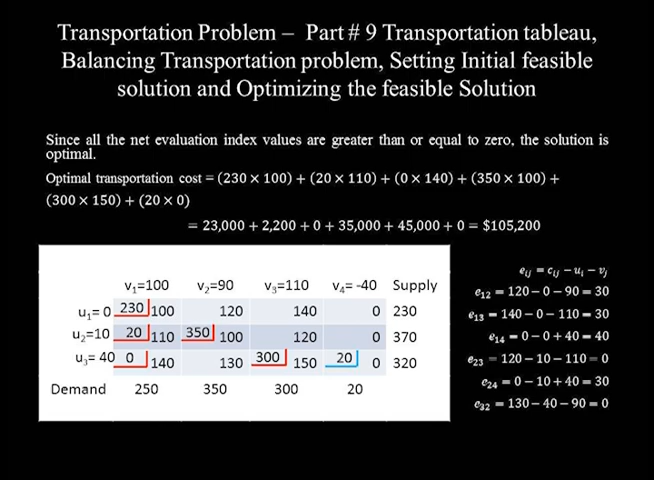 Transportation Problem – Part # 9 Transportation tableau,
Balancing Transportation problem, Setting Initial feasible
solution and Optimizing the feasible Solution
Since all the net evaluation index values are greater than or equal to zero, the solution is
optimal.
Optimal transportation cost = (230 × 100) + (20 × 110) + (0 × 140) + (350 × 100) +
(300 × 150) + (20 × 0)
= 23,000 + 2,200 + 0 + 35,000 + 45,000 + 0 = $105,200
v₁=100 v₂=90 v₃=110 v₄= -40 Supply
u₁= 0 230 100 120 140 0 230
u₂=10 20 110 350 100 120 0 370
u₃= 40 0 140 130 300 150 20 0 320
Demand 250 350 300 20
eᵢⱼ = cᵢⱼ − uᵢ − vⱼ
e₁₂ = 120 − 0 − 90 = 30
e₁₃ = 140 − 0 − 110 = 30
e₁₄ = 0 − 0 + 40 = 40
e₂₃ = 120 − 10 − 110 = 0
e₂₄ = 0 − 10 + 40 = 30
e₃₂ = 130 − 40 − 90 = 0